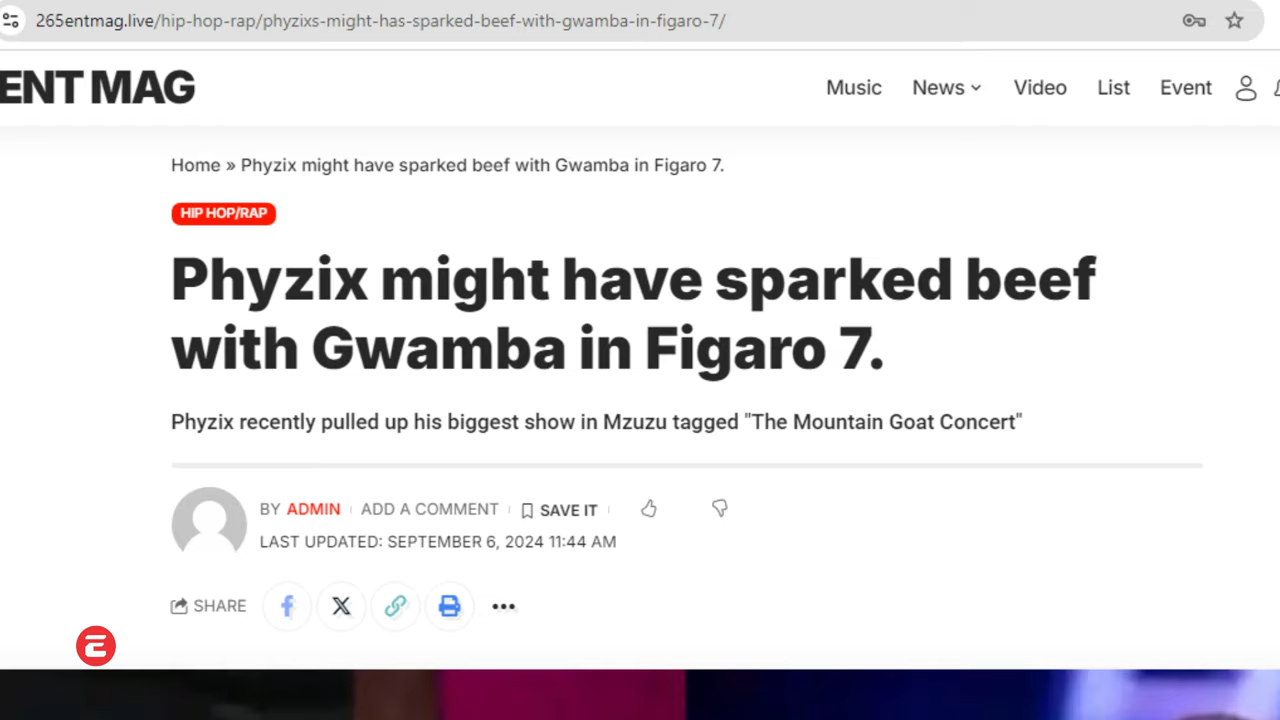 265entmag.live/hip-hop-rap/phyzixs-might-has-sparked-beef-with-gwamba-in-figaro-7/
ENT MAG
Music News Video List Event
Home » Phyzix might have sparked beef with Gwamba in Figaro 7.
HIP HOP/RAP
Phyzix might have sparked beef
with Gwamba in Figaro 7.
Phyzix recently pulled up his biggest show in Mzuzu tagged "The Mountain Goat Concert"
BY ADMIN ADD A COMMENT SAVE IT
LAST UPDATED: SEPTEMBER 6, 2024 11:44 AM
SHARE